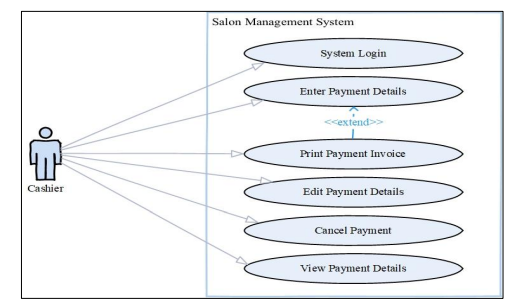 Salon Management System
System Login
Enter Payment Details
<<extend>>
Print Payment Invoice
Edit Payment Details
Cashier
Cancel Payment
View Payment Details